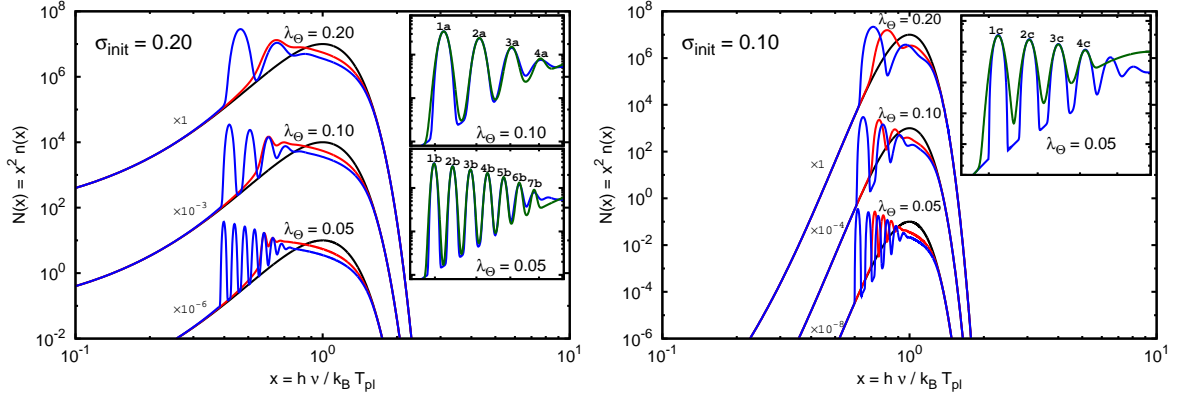 σinit = 0.20
λΘ = 0.20
×1
λΘ = 0.10
×10⁻³
λΘ = 0.05
×10⁻⁶
10⁸
10⁶
10⁴
10²
10⁰
10⁻²
10⁻¹
10⁰
10¹
N(x) = x² n(x)
x = h ν / kB Tpl
1a
2a
3a
4a
λΘ = 0.10
1b
2b
3b
4b
5b
6b
7b
λΘ = 0.05
σinit = 0.10
λΘ = 0.20
×1
λΘ = 0.10
×10⁻⁴
λΘ = 0.05
×10⁻⁸
10⁸
10⁶
10⁴
10²
10⁰
10⁻²
10⁻⁴
10⁻⁶
10⁻¹
10⁰
10¹
N(x) = x² n(x)
x = h ν / kB Tpl
1c
2c
3c
4c
λΘ = 0.05